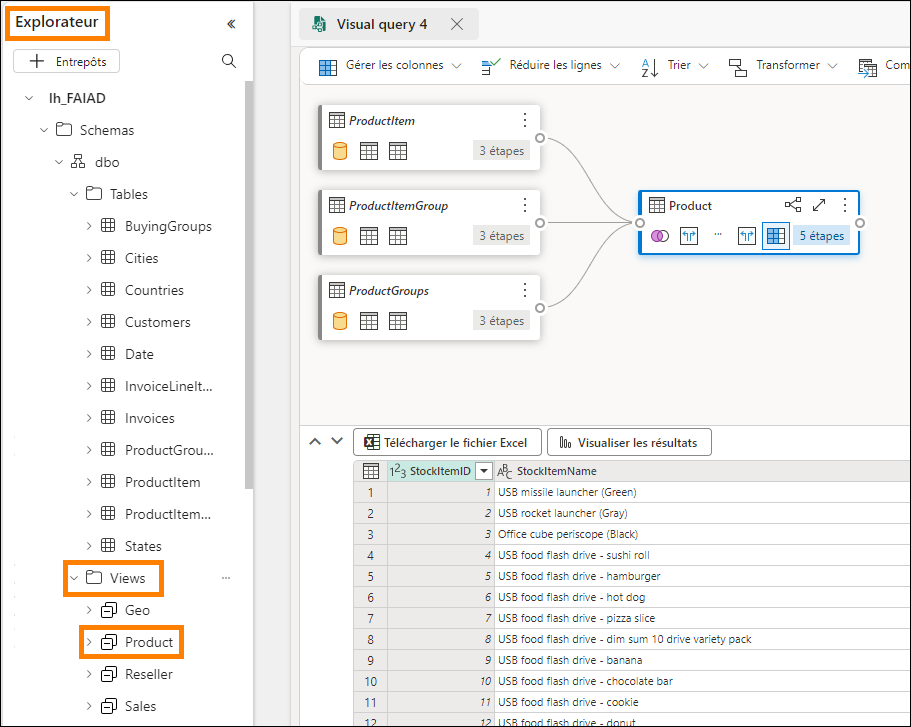 Explorateur
«
+ Entrepôts
lh_FAIAD
Schemas
dbo
Tables
BuyingGroups
Cities
Countries
Customers
Date
InvoiceLineIt...
Invoices
ProductGrou...
ProductItem
ProductItem...
States
Views
...
Geo
Product
Reseller
Sales
Visual query 4
Gérer les colonnes
Réduire les lignes
Trier
Transformer
Com
ProductItem
3 étapes
ProductItemGroup
3 étapes
ProductGroups
3 étapes
Product
...
5 étapes
Télécharger le fichier Excel
Visualiser les résultats
123 StockItemID ABC StockItemName
1 1 USB missile launcher (Green)
2 2 USB rocket launcher (Gray)
3 3 Office cube periscope (Black)
4 4 USB food flash drive - sushi roll
5 5 USB food flash drive - hamburger
6 6 USB food flash drive - hot dog
7 7 USB food flash drive - pizza slice
8 8 USB food flash drive - dim sum 10 drive variety pack
9 9 USB food flash drive - banana
10 10 USB food flash drive - chocolate bar
11 11 USB food flash drive - cookie
12 12 USB food flash drive - donut